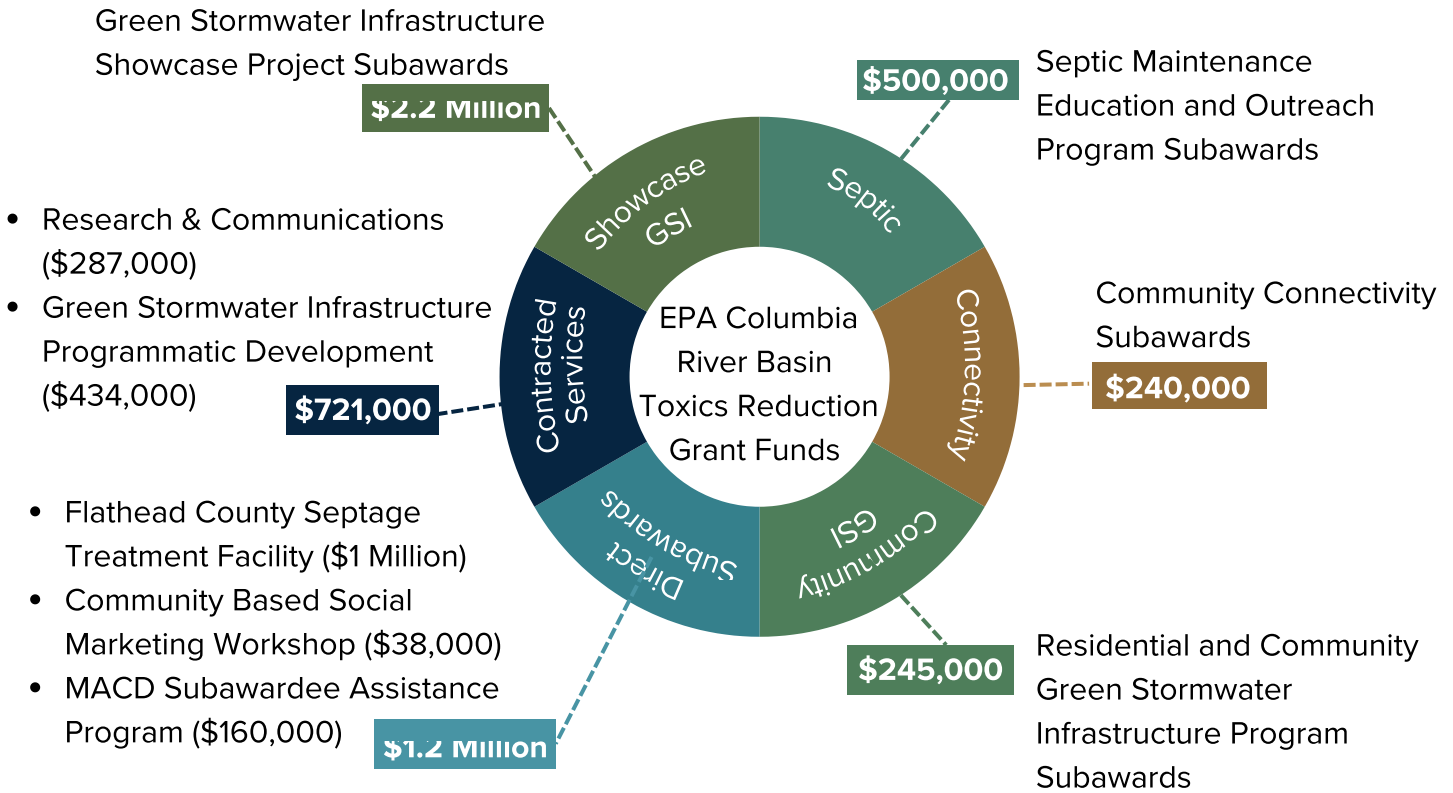 Green Stormwater Infrastructure
Showcase Project Subawards
$2.2 Million
$500,000
Septic Maintenance
Education and Outreach
Program Subawards
Showcase
GSI
Septic
• Research & Communications
($287,000)
• Green Stormwater Infrastructure
Programmatic Development
($434,000)
$721,000
Contracted
Services
EPA Columbia
River Basin
Toxics Reduction
Grant Funds
Connectivity
Community Connectivity
Subawards
$240,000
• Flathead County Septage
Treatment Facility ($1 Million)
• Community Based Social
Marketing Workshop ($38,000)
• MACD Subawardee Assistance
Program ($160,000)
$1.2 Million
Direct
Subawards
Community
GSI
$245,000
Residential and Community
Green Stormwater
Infrastructure Program
Subawards